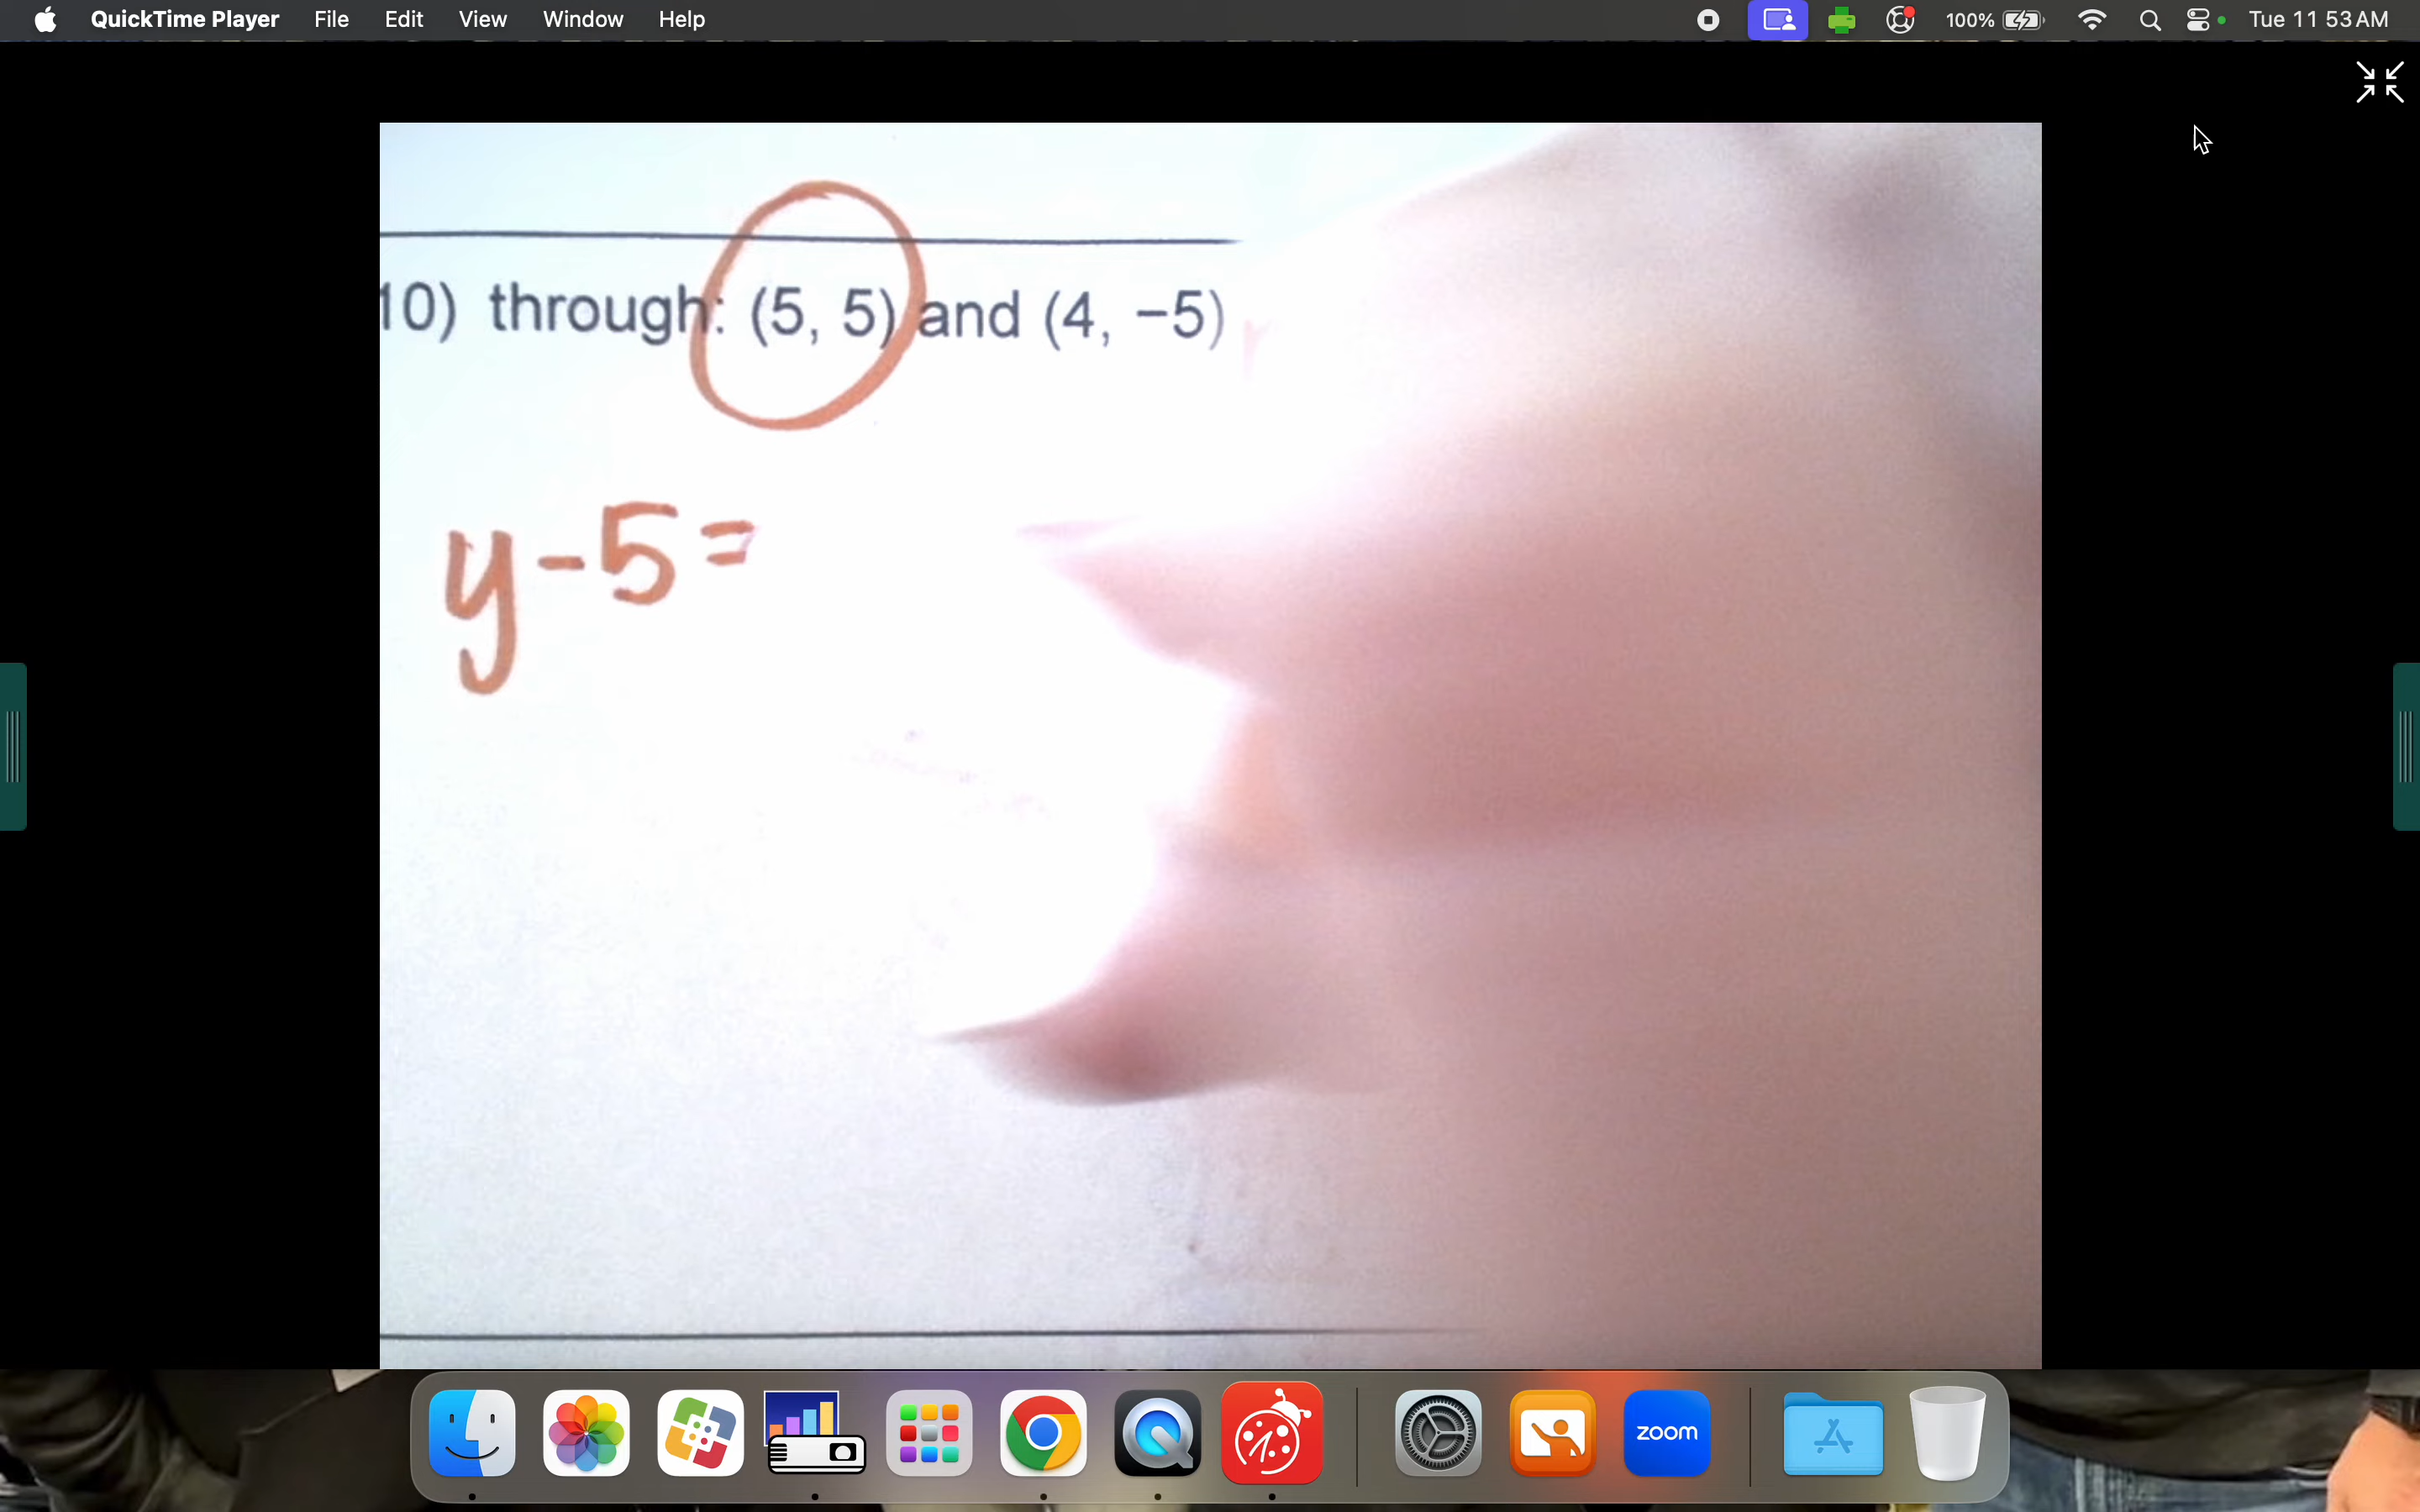 QuickTime Player File Edit View Window Help 100% Tue 11 53 AM
10) through: (5, 5) and (4, −5)
y-5=
zoom